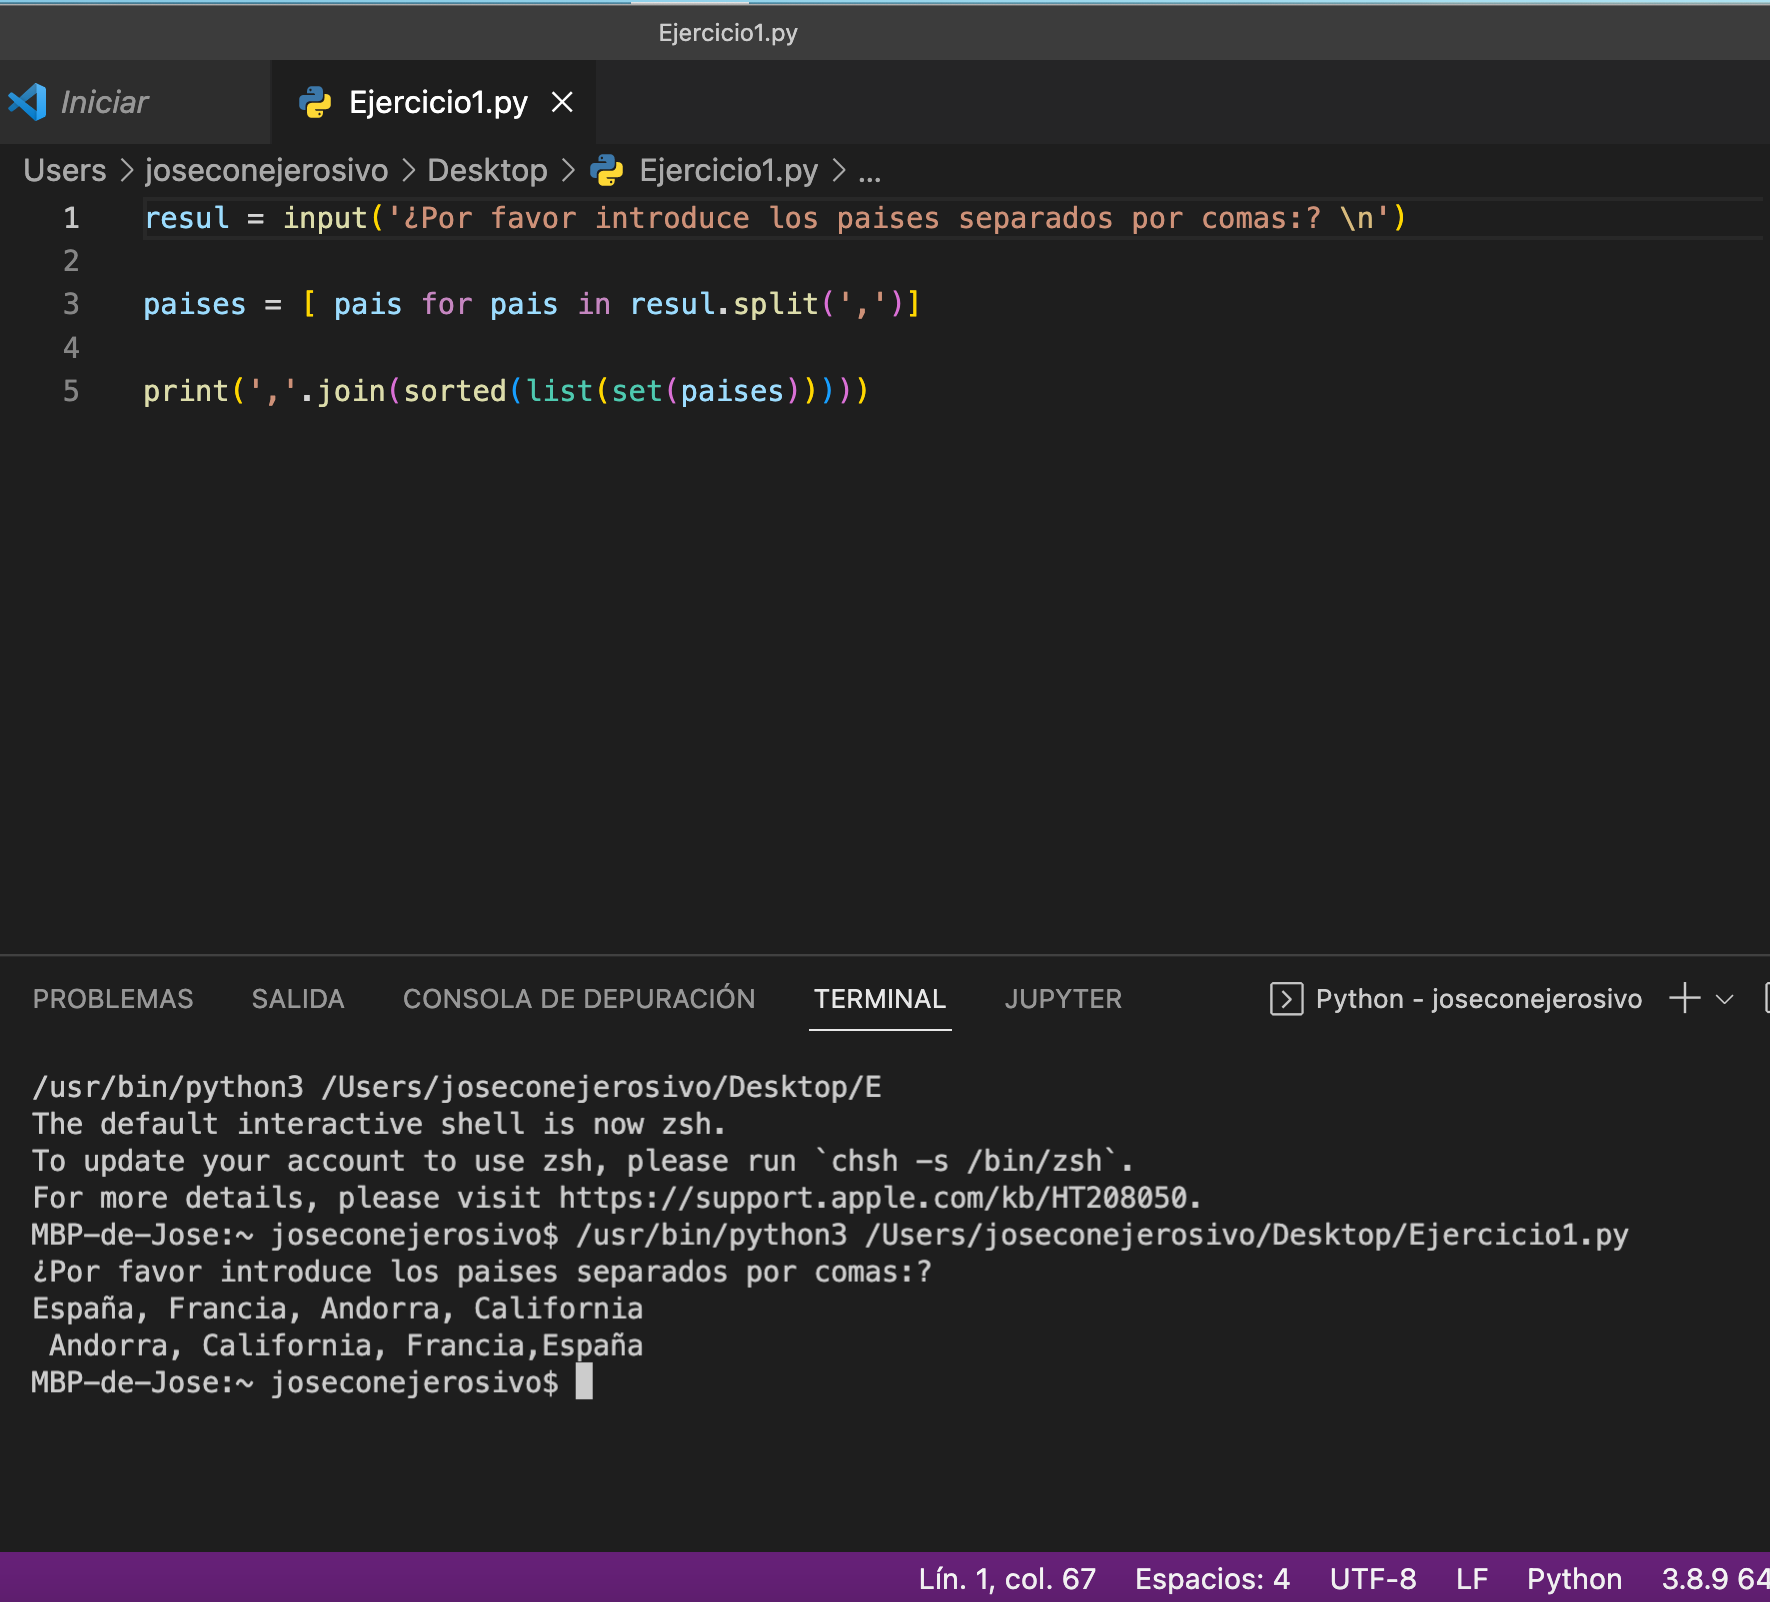 Ejercicio1.py
Iniciar Ejercicio1.py
Users > joseconejerosivo > Desktop > Ejercicio1.py > ...
1 resul = input('¿Por favor introduce los paises separados por comas:? \n')
2
3 paises = [ pais for pais in resul.split(',')]
4
5 print(','.join(sorted(list(set(paises)))))
PROBLEMAS SALIDA CONSOLA DE DEPURACIÓN TERMINAL JUPYTER Python - joseconejerosivo
/usr/bin/python3 /Users/joseconejerosivo/Desktop/E
The default interactive shell is now zsh.
To update your account to use zsh, please run `chsh -s /bin/zsh`.
For more details, please visit https://support.apple.com/kb/HT208050.
MBP-de-Jose:~ joseconejerosivo$ /usr/bin/python3 /Users/joseconejerosivo/Desktop/Ejercicio1.py
¿Por favor introduce los paises separados por comas:?
España, Francia, Andorra, California
 Andorra, California, Francia,España
MBP-de-Jose:~ joseconejerosivo$
Lín. 1, col. 67 Espacios: 4 UTF-8 LF Python 3.8.9 64